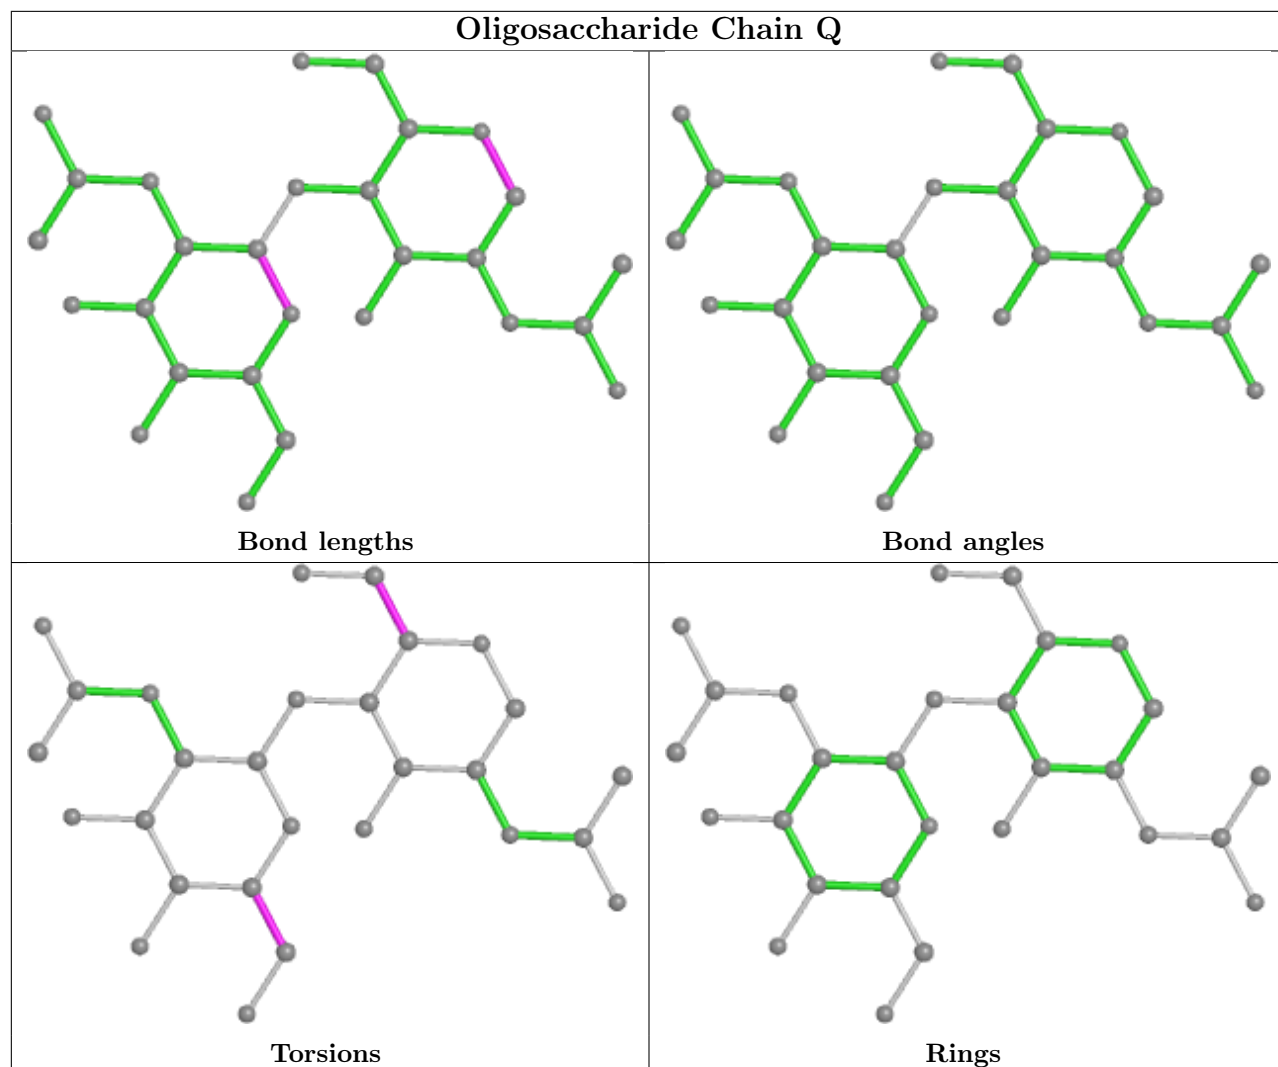 Oligosaccharide Chain Q
Bond lengths
Bond angles
Torsions
Rings